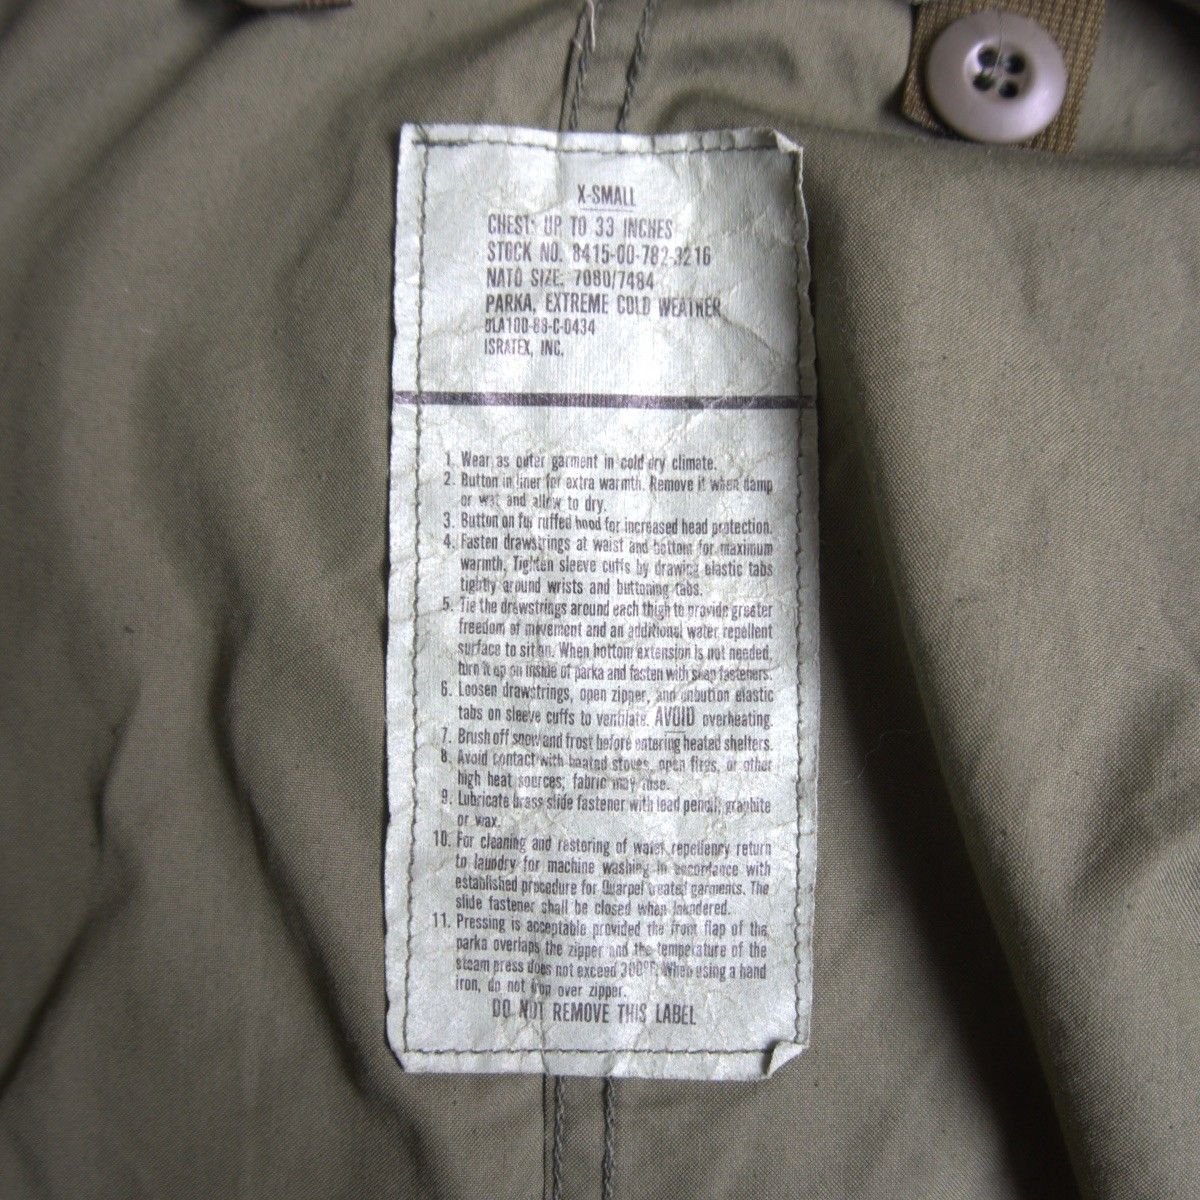 X-SMALL
CHEST: UP TO 33 INCHES
STOCK NO. 8415-00-782-3216
NATO SIZE: 7080/7484
PARKA, EXTREME COLD WEATHER
DLA100-88-C-0434
ISRATEX, INC.
1. Wear as outer garment in cold dry climate.
2. Button in liner for extra warmth. Remove it when damp
or wet and allow to dry.
3. Button on fur ruffed hood for increased head protection.
4. Fasten drawstrings at waist and bottom for maximum
warmth. Tighten sleeve cuffs by drawing elastic tabs
tightly around wrists and buttoning tabs.
5. Tie the drawstrings around each thigh to provide greater
freedom of movement and an additional water repellent
surface to sit on. When bottom extension is not needed,
turn it up on inside of parka and fasten with snap fasteners.
6. Loosen drawstrings, open zipper, and unbutton elastic
tabs on sleeve cuffs to ventilate. AVOID overheating.
7. Brush off snow and frost before entering heated shelters.
8. Avoid contact with heated stoves, open fires, or other
high heat sources; fabric may fuse.
9. Lubricate brass slide fastener with lead pencil, graphite
or wax.
10. For cleaning and restoring of water repellency return
to laundry for machine washing in accordance with
established procedure for Quarpel treated garments. The
slide fastener shall be closed when laundered.
11. Pressing is acceptable provided the front flap of the
parka overlaps the zipper and the temperature of the
steam press does not exceed 300°F. When using a hand
iron, do not iron over zipper.
DO NOT REMOVE THIS LABEL